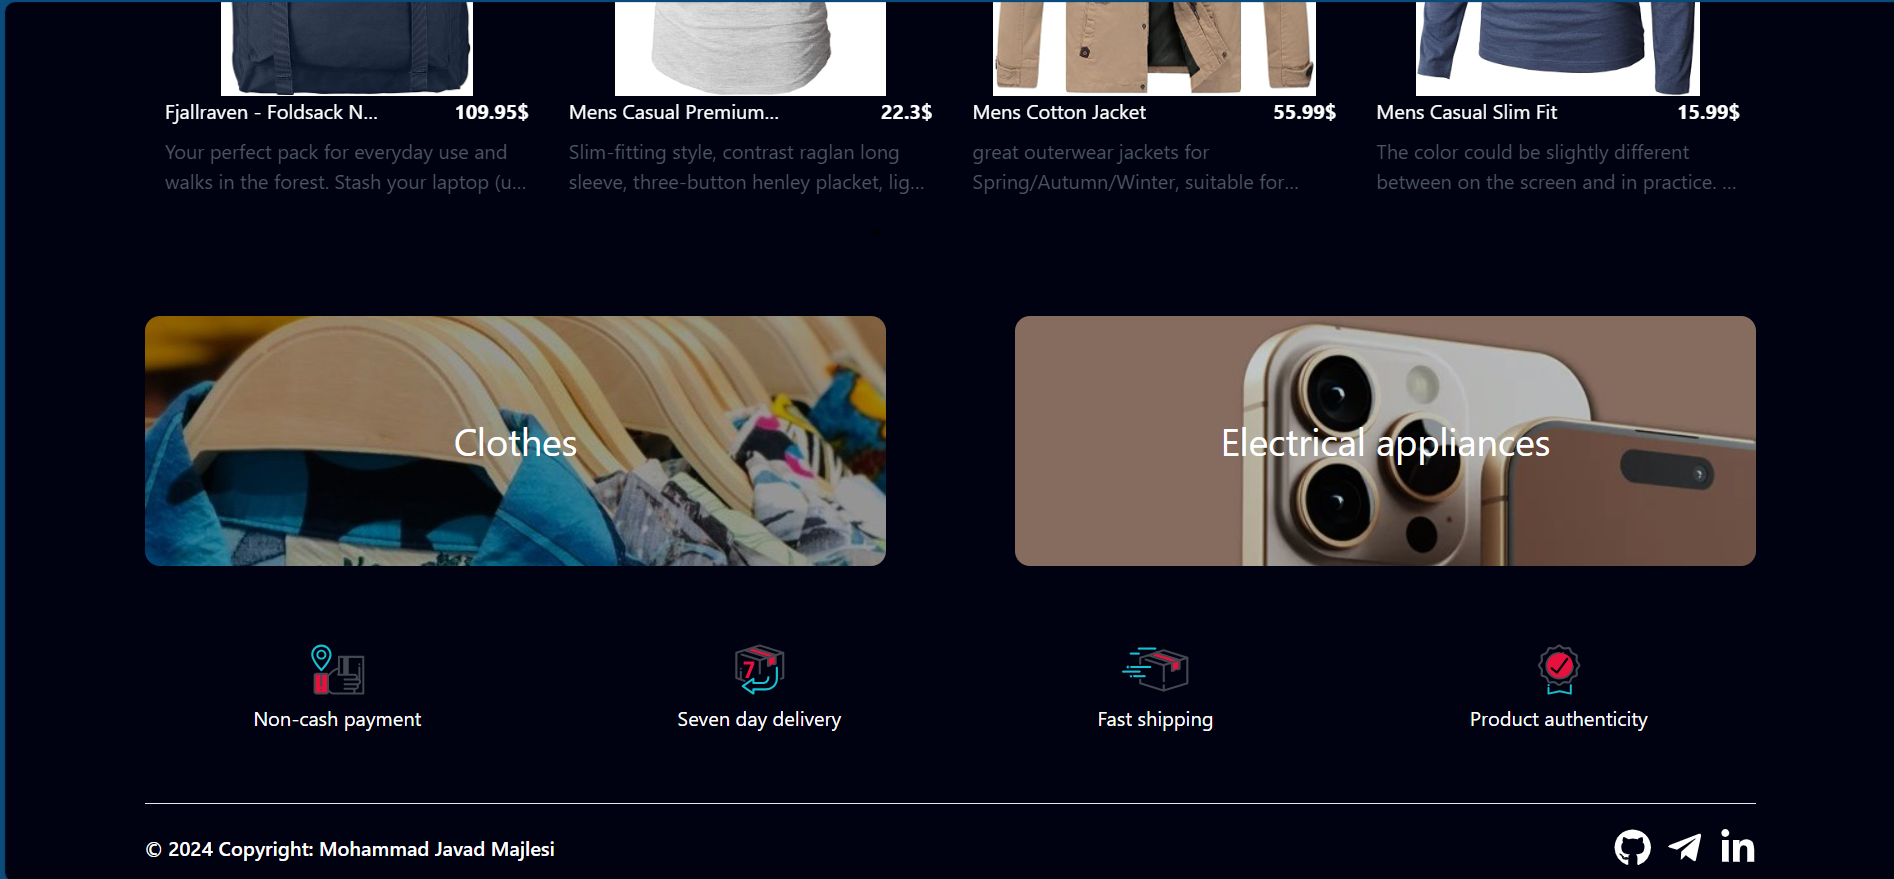 Fjallraven - Foldsack N... 109.95$
Mens Casual Premium... 22.3$
Mens Cotton Jacket 55.99$
Mens Casual Slim Fit 15.99$
Your perfect pack for everyday use and
walks in the forest. Stash your laptop (u...
Slim-fitting style, contrast raglan long
sleeve, three-button henley placket, lig...
great outerwear jackets for
Spring/Autumn/Winter, suitable for...
The color could be slightly different
between on the screen and in practice. ...
Clothes
Electrical appliances
7
Non-cash payment
Seven day delivery
Fast shipping
Product authenticity
© 2024 Copyright: Mohammad Javad Majlesi
in